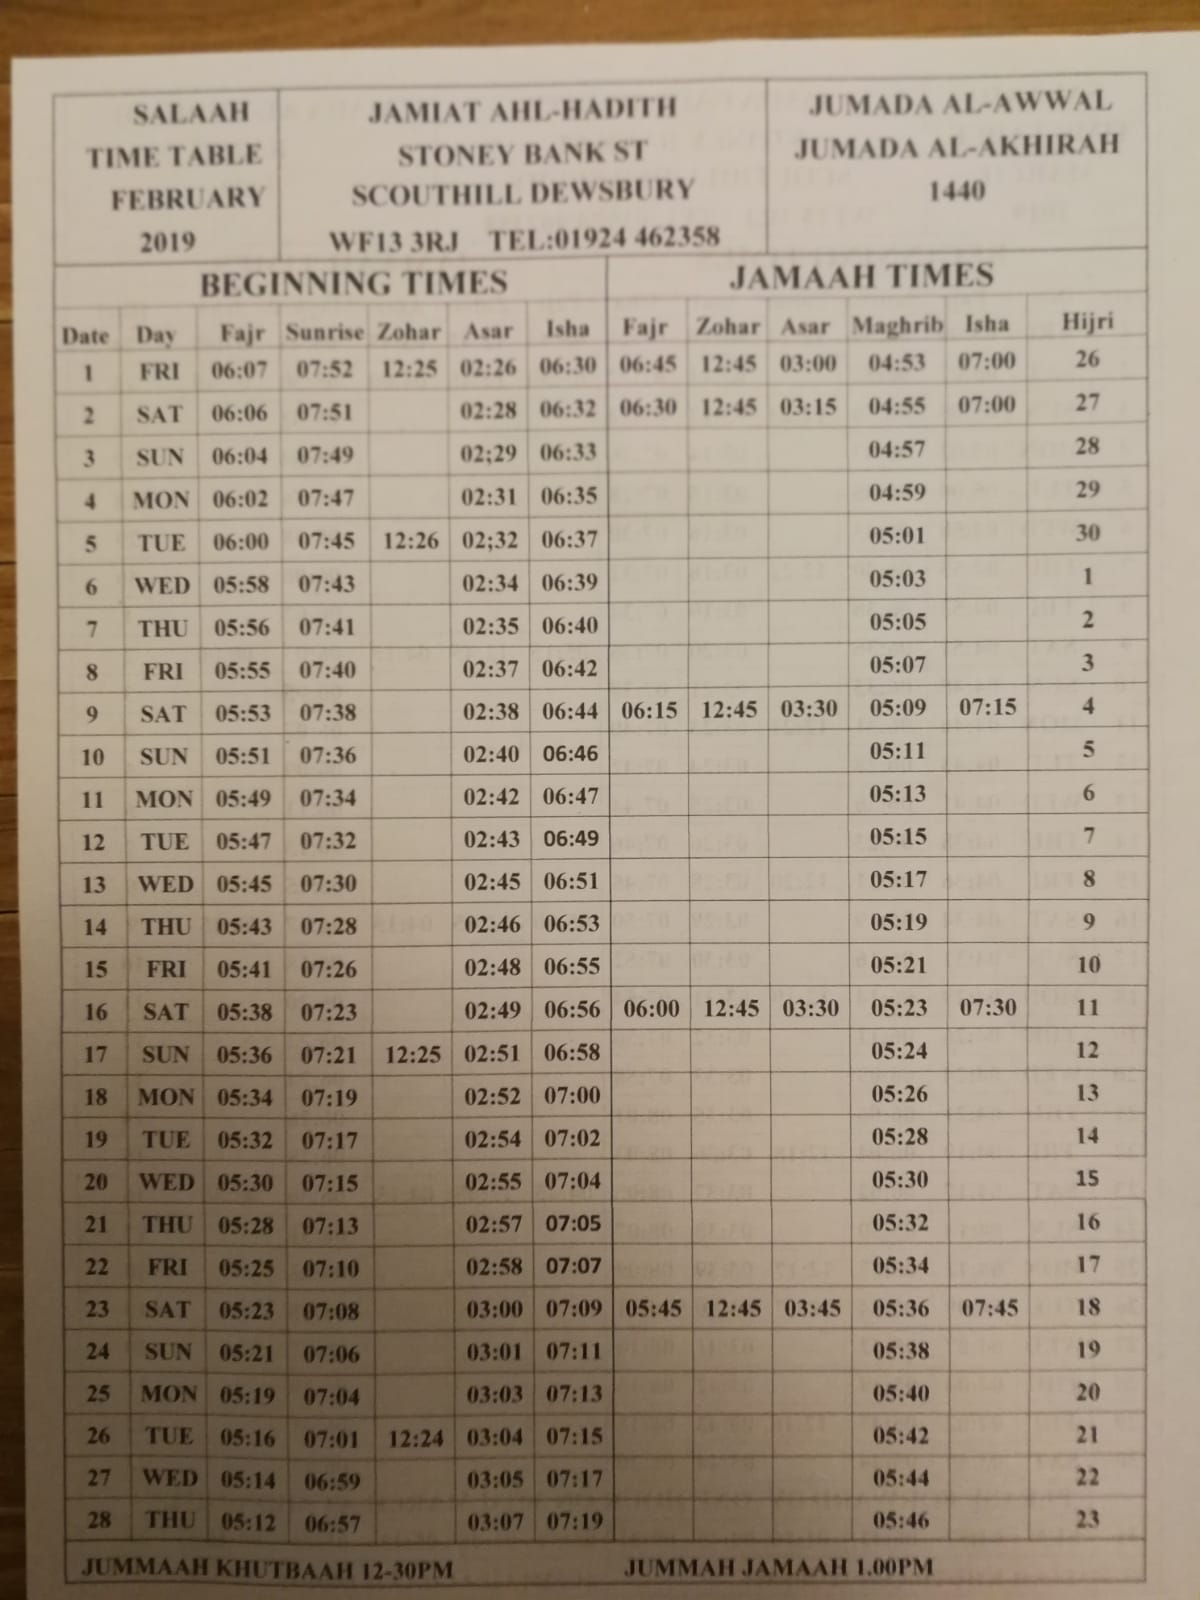 SALAAH
TIME TABLE
FEBRUARY
2019
JAMIAT AHL-HADITH
STONEY BANK ST
SCOUTHILL DEWSBURY
WF13 3RJ TEL:01924 462358
JUMADA AL-AWWAL
JUMADA AL-AKHIRAH
1440
BEGINNING TIMES JAMAAH TIMES
Date Day Fajr Sunrise Zohar Asar Isha Fajr Zohar Asar Maghrib Isha Hijri
1 FRI 06:07 07:52 12:25 02:26 06:30 06:45 12:45 03:00 04:53 07:00 26
2 SAT 06:06 07:51 02:28 06:32 06:30 12:45 03:15 04:55 07:00 27
3 SUN 06:04 07:49 02;29 06:33 04:57 28
4 MON 06:02 07:47 02:31 06:35 04:59 29
5 TUE 06:00 07:45 12:26 02;32 06:37 05:01 30
6 WED 05:58 07:43 02:34 06:39 05:03 1
7 THU 05:56 07:41 02:35 06:40 05:05 2
8 FRI 05:55 07:40 02:37 06:42 05:07 3
9 SAT 05:53 07:38 02:38 06:44 06:15 12:45 03:30 05:09 07:15 4
10 SUN 05:51 07:36 02:40 06:46 05:11 5
11 MON 05:49 07:34 02:42 06:47 05:13 6
12 TUE 05:47 07:32 02:43 06:49 05:15 7
13 WED 05:45 07:30 02:45 06:51 05:17 8
14 THU 05:43 07:28 02:46 06:53 05:19 9
15 FRI 05:41 07:26 02:48 06:55 05:21 10
16 SAT 05:38 07:23 02:49 06:56 06:00 12:45 03:30 05:23 07:30 11
17 SUN 05:36 07:21 12:25 02:51 06:58 05:24 12
18 MON 05:34 07:19 02:52 07:00 05:26 13
19 TUE 05:32 07:17 02:54 07:02 05:28 14
20 WED 05:30 07:15 02:55 07:04 05:30 15
21 THU 05:28 07:13 02:57 07:05 05:32 16
22 FRI 05:25 07:10 02:58 07:07 05:34 17
23 SAT 05:23 07:08 03:00 07:09 05:45 12:45 03:45 05:36 07:45 18
24 SUN 05:21 07:06 03:01 07:11 05:38 19
25 MON 05:19 07:04 03:03 07:13 05:40 20
26 TUE 05:16 07:01 12:24 03:04 07:15 05:42 21
27 WED 05:14 06:59 03:05 07:17 05:44 22
28 THU 05:12 06:57 03:07 07:19 05:46 23
JUMMAAH KHUTBAAH 12-30PM JUMMAH JAMAAH 1.00PM